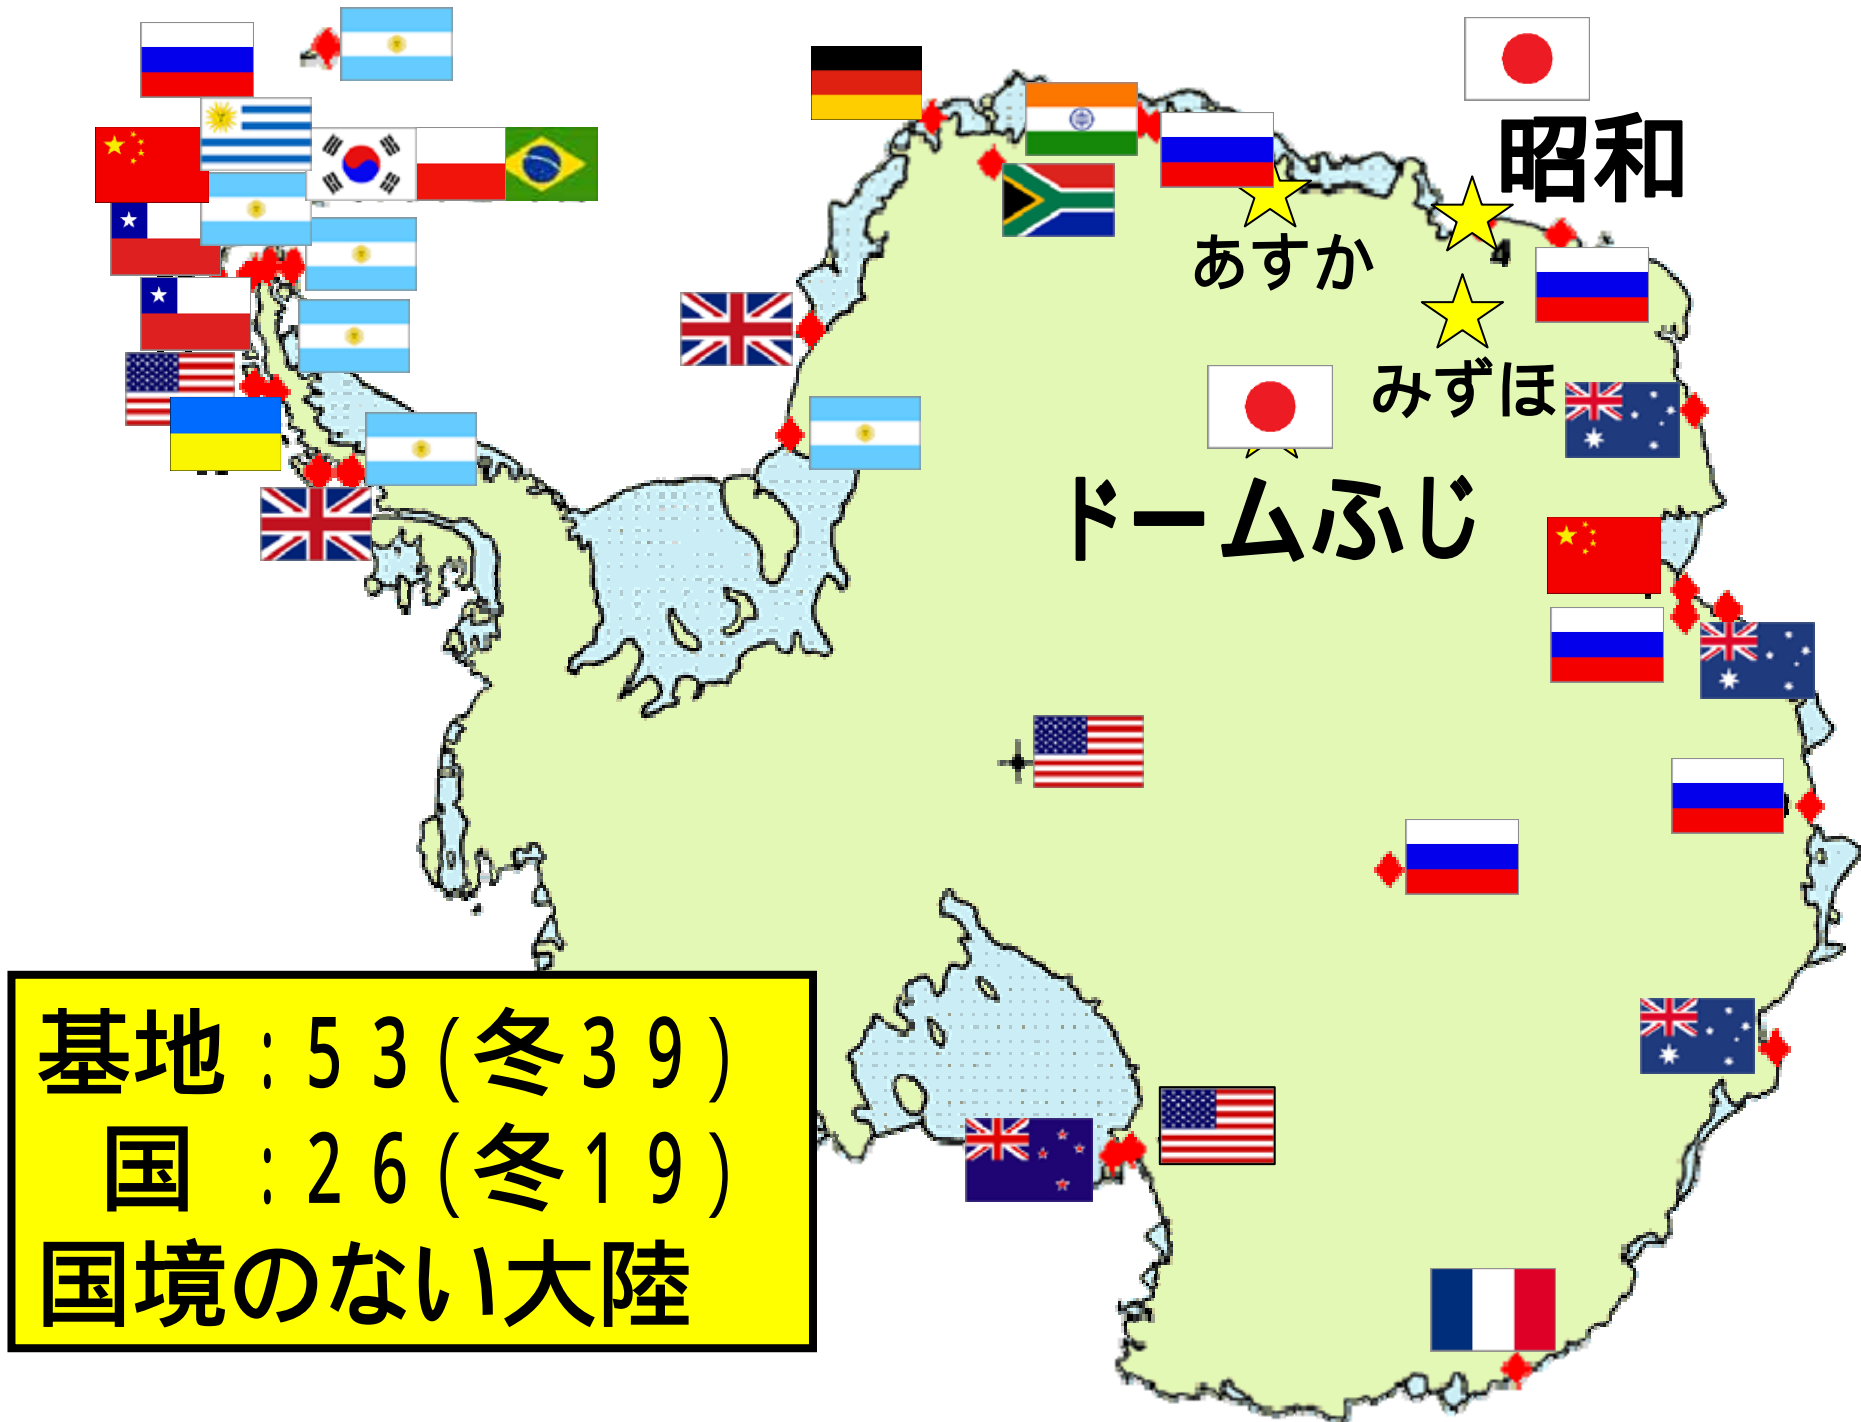 昭和
あすか
みずほ
ドームふじ
基地：５３(冬３９)
国：２６(冬１９)
国境のない大陸